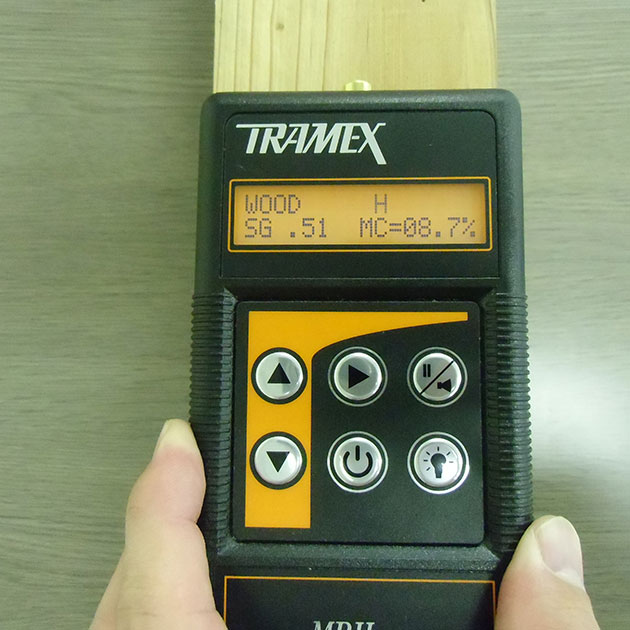 TRAMEX
WOOD H
SG .51 MC=08.7%